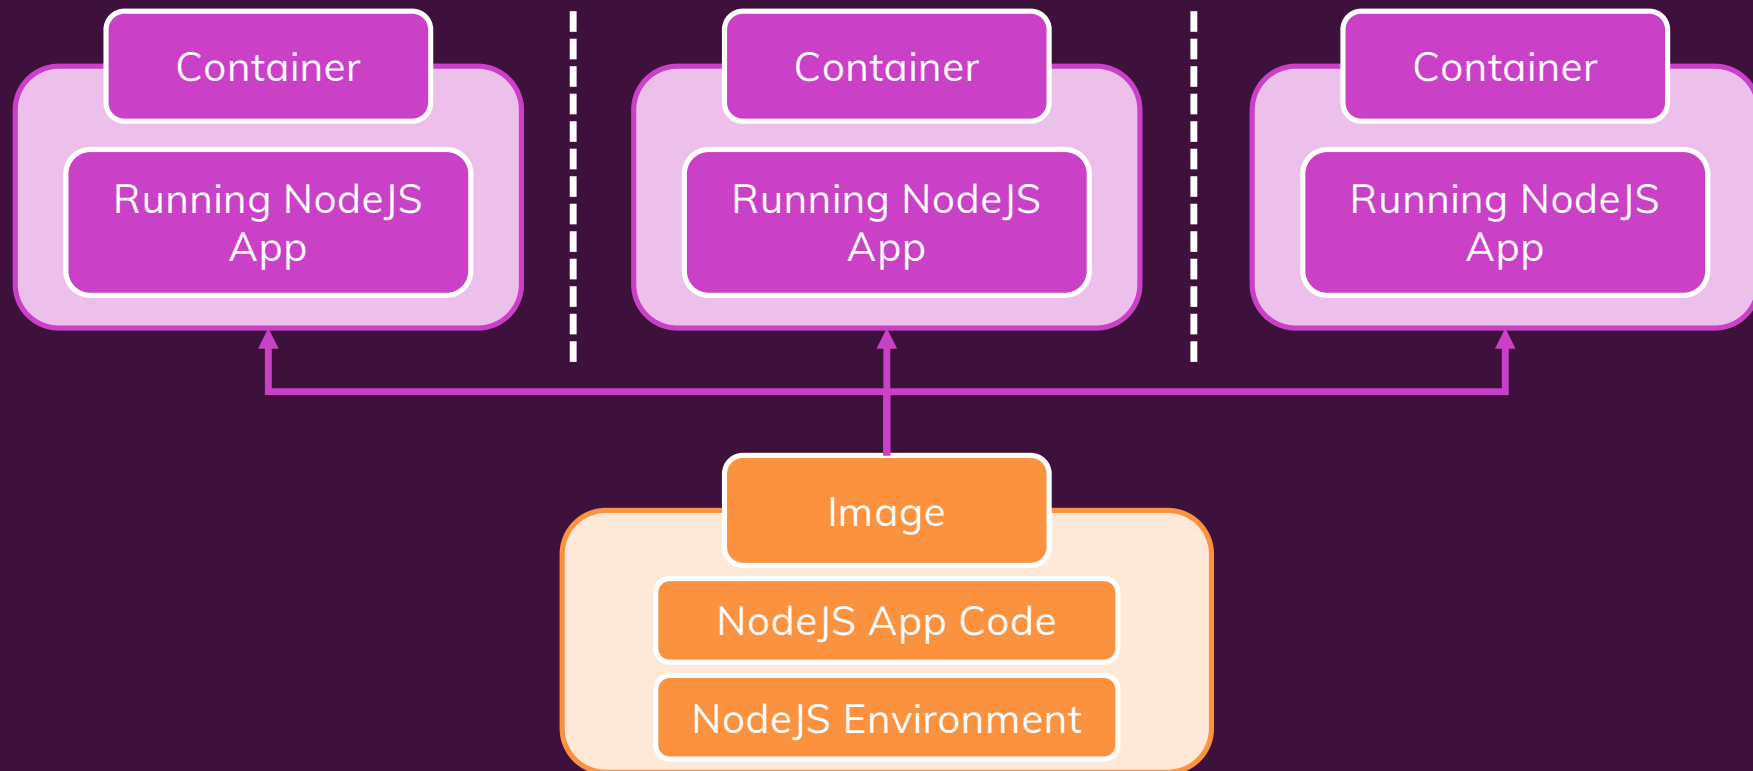 Container
Running NodeJS
App
Container
Running NodeJS
App
Container
Running NodeJS
App
Image
NodeJS App Code
NodeJS Environment